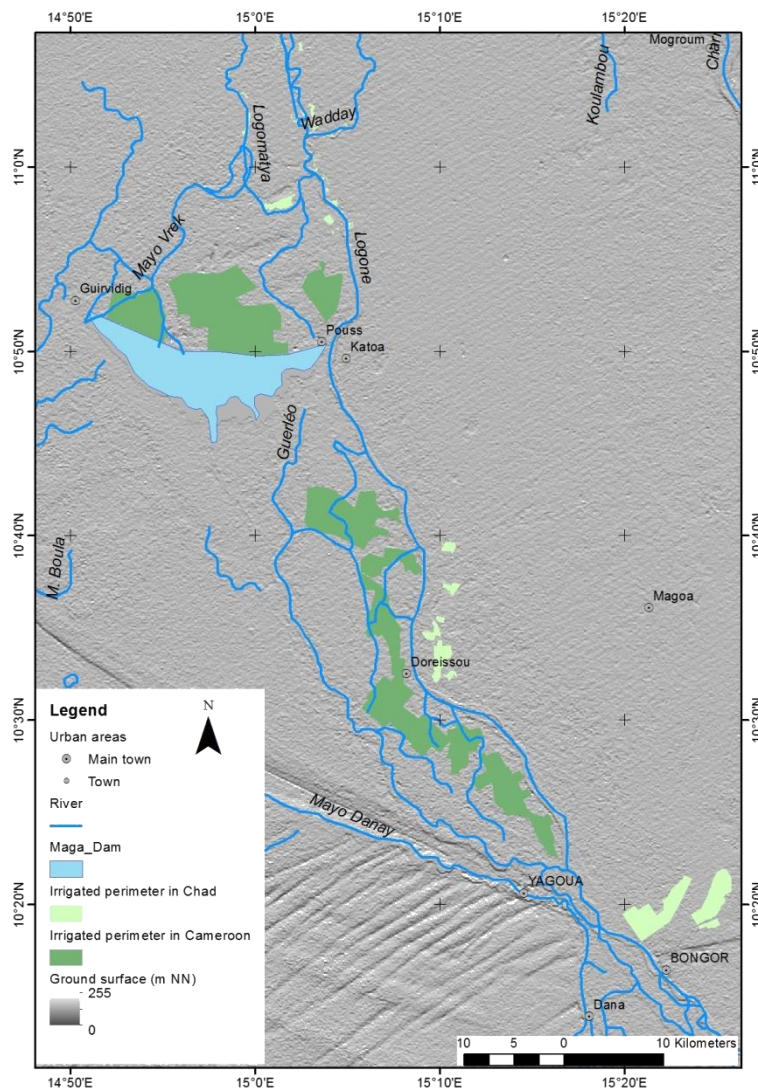 14°50'E
15°0'E
15°10'E
15°20'E
Mogroum
Koulambou
Chari
Wadday
Logomatya
11°0'N
11°0'N
Mayo Vrek
Logone
Guirvidig
Pouss
10°50'N
Katoa
10°50'N
Guerléo
10°40'N
10°40'N
M. Boula
Magoa
Doreissou
10°30'N
10°30'N
Legend
N
Urban areas
Main town
Town
River
Maga_Dam
Irrigated perimeter in Chad
Irrigated perimeter in Cameroon
Ground surface (m NN)
255
0
Mayo Danay
YAGOUA
10°20'N
10°20'N
BONGOR
Dana
10 5 0 10 Kilometers
14°50'E
15°0'E
15°10'E
15°20'E